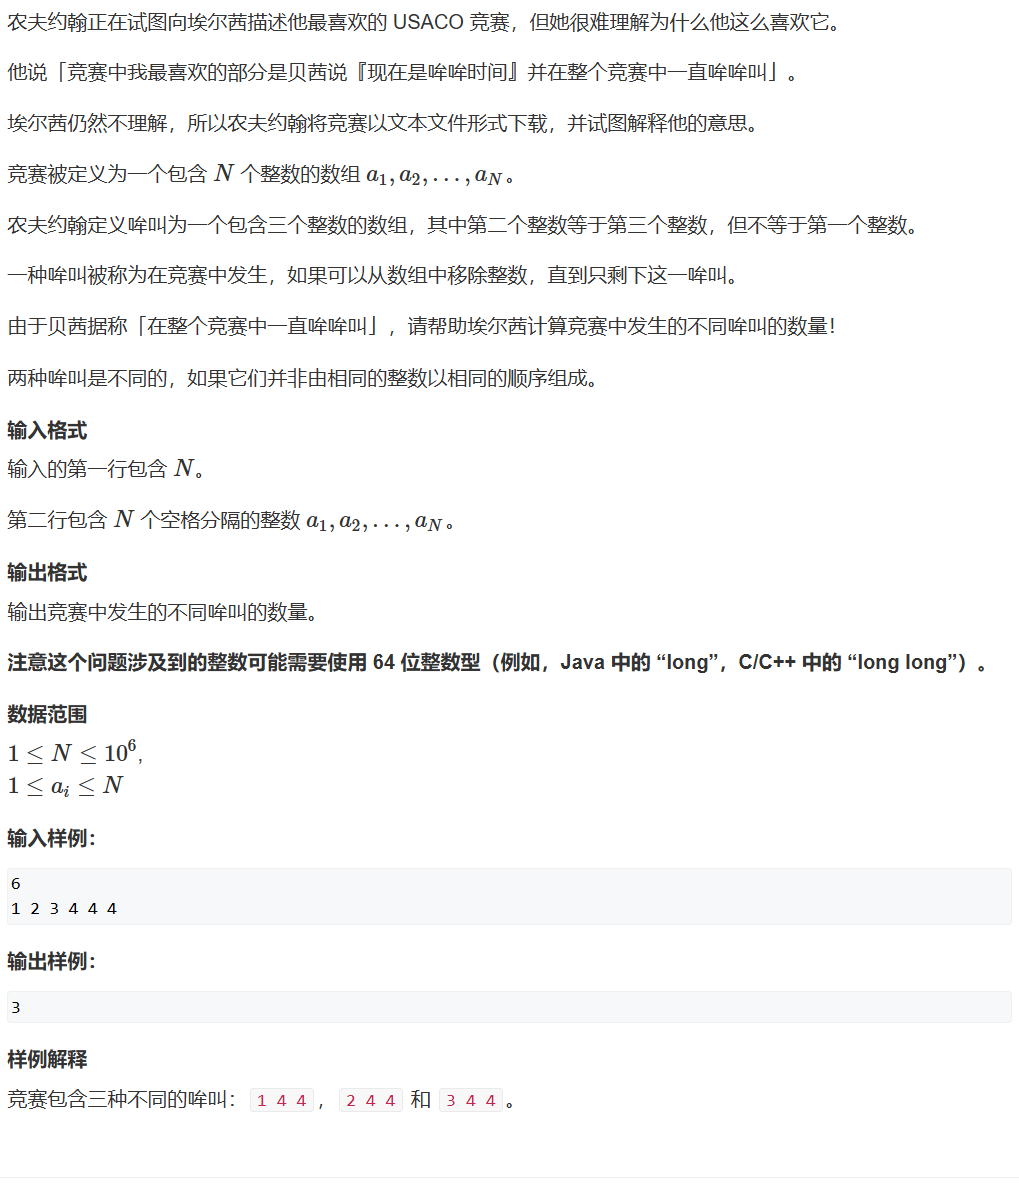 农夫约翰正在试图向埃尔茜描述他最喜欢的 USACO 竞赛，但她很难理解为什么他这么喜欢它。
他说「竞赛中我最喜欢的部分是贝茜说『现在是哞哞时间』并在整个竞赛中一直哞哞叫」。
埃尔茜仍然不理解，所以农夫约翰将竞赛以文本文件形式下载，并试图解释他的意思。
竞赛被定义为一个包含 N 个整数的数组 a₁, a₂, . . . , a_N。
农夫约翰定义哞叫为一个包含三个整数的数组，其中第二个整数等于第三个整数，但不等于第一个整数。
一种哞叫被称为在竞赛中发生，如果可以从数组中移除整数，直到只剩下这一哞叫。
由于贝茜据称「在整个竞赛中一直哞哞叫」，请帮助埃尔茜计算竞赛中发生的不同哞叫的数量！
两种哞叫是不同的，如果它们并非由相同的整数以相同的顺序组成。
输入格式
输入的第一行包含 N。
第二行包含 N 个空格分隔的整数 a₁, a₂, . . . , a_N。
输出格式
输出竞赛中发生的不同哞叫的数量。
注意这个问题涉及到的整数可能需要使用 64 位整数型（例如，Java 中的 “long”，C/C++ 中的 “long long”）。
数据范围
1 ≤ N ≤ 10⁶,
1 ≤ a_i ≤ N
输入样例：
6
1 2 3 4 4 4
输出样例：
3
样例解释
竞赛包含三种不同的哞叫： 1 4 4 ， 2 4 4 和 3 4 4 。